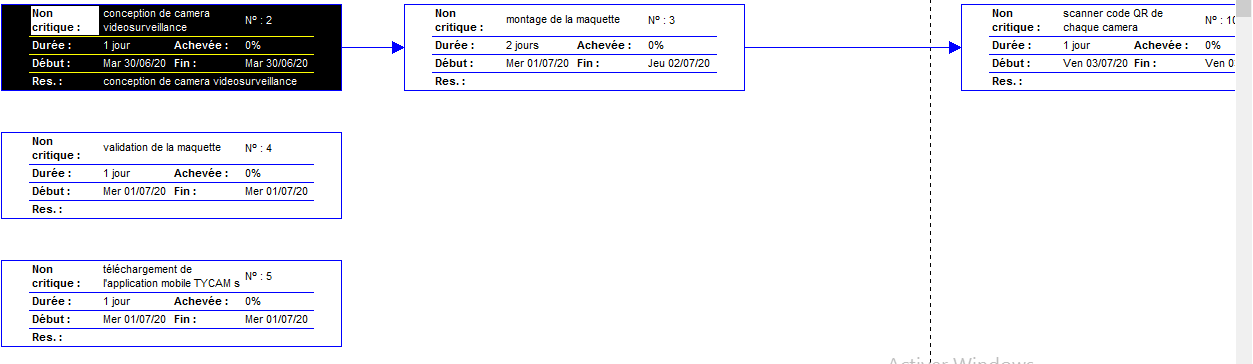 Non critique : conception de camera videosurveillance N° : 2
Durée : 1 jour Achevée : 0%
Début : Mar 30/06/20 Fin : Mar 30/06/20
Res. : conception de camera videosurveillance
Non critique : montage de la maquette N° : 3
Durée : 2 jours Achevée : 0%
Début : Mer 01/07/20 Fin : Jeu 02/07/20
Res. :
Non critique : scanner code QR de chaque camera N° : 10
Durée : 1 jour Achevée : 0%
Début : Ven 03/07/20 Fin : Ven 0
Res. :
Non critique : validation de la maquette N° : 4
Durée : 1 jour Achevée : 0%
Début : Mer 01/07/20 Fin : Mer 01/07/20
Res. :
Non critique : téléchargement de l'application mobile TYCAM s N° : 5
Durée : 1 jour Achevée : 0%
Début : Mer 01/07/20 Fin : Mer 01/07/20
Res. :
Activer Windows